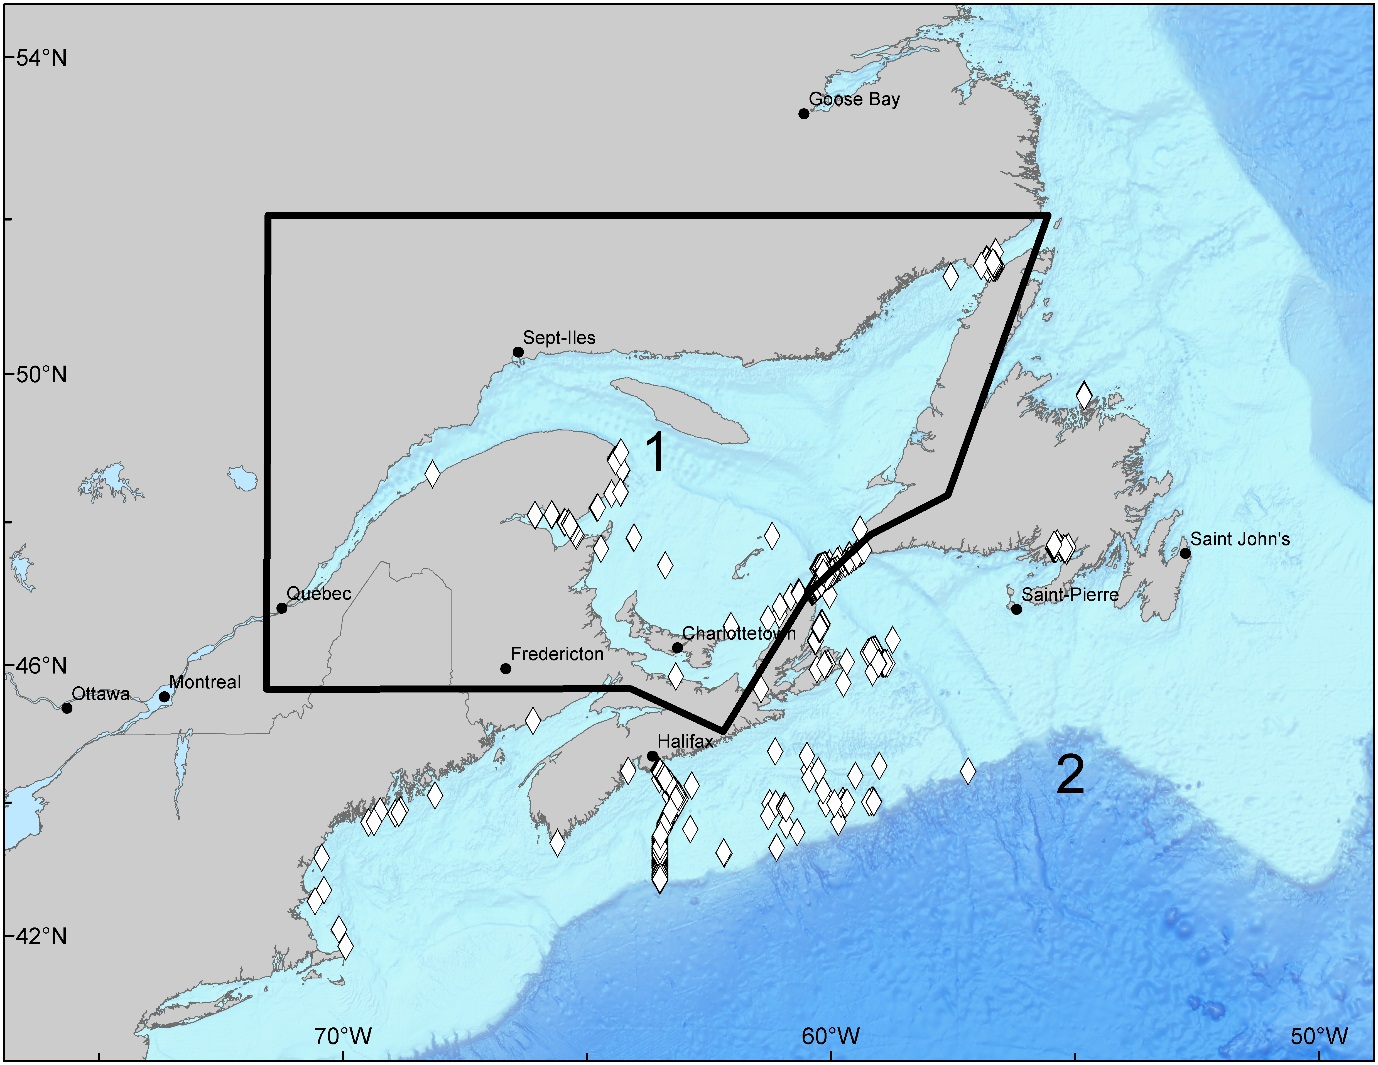 54°N
Goose Bay
Sept-Iles
50°N
1
Saint John's
Quebec
Saint-Pierre
Charlottetown
Fredericton
46°N
Montreal
Ottawa
Halifax
2
42°N
70°W
60°W
50°W